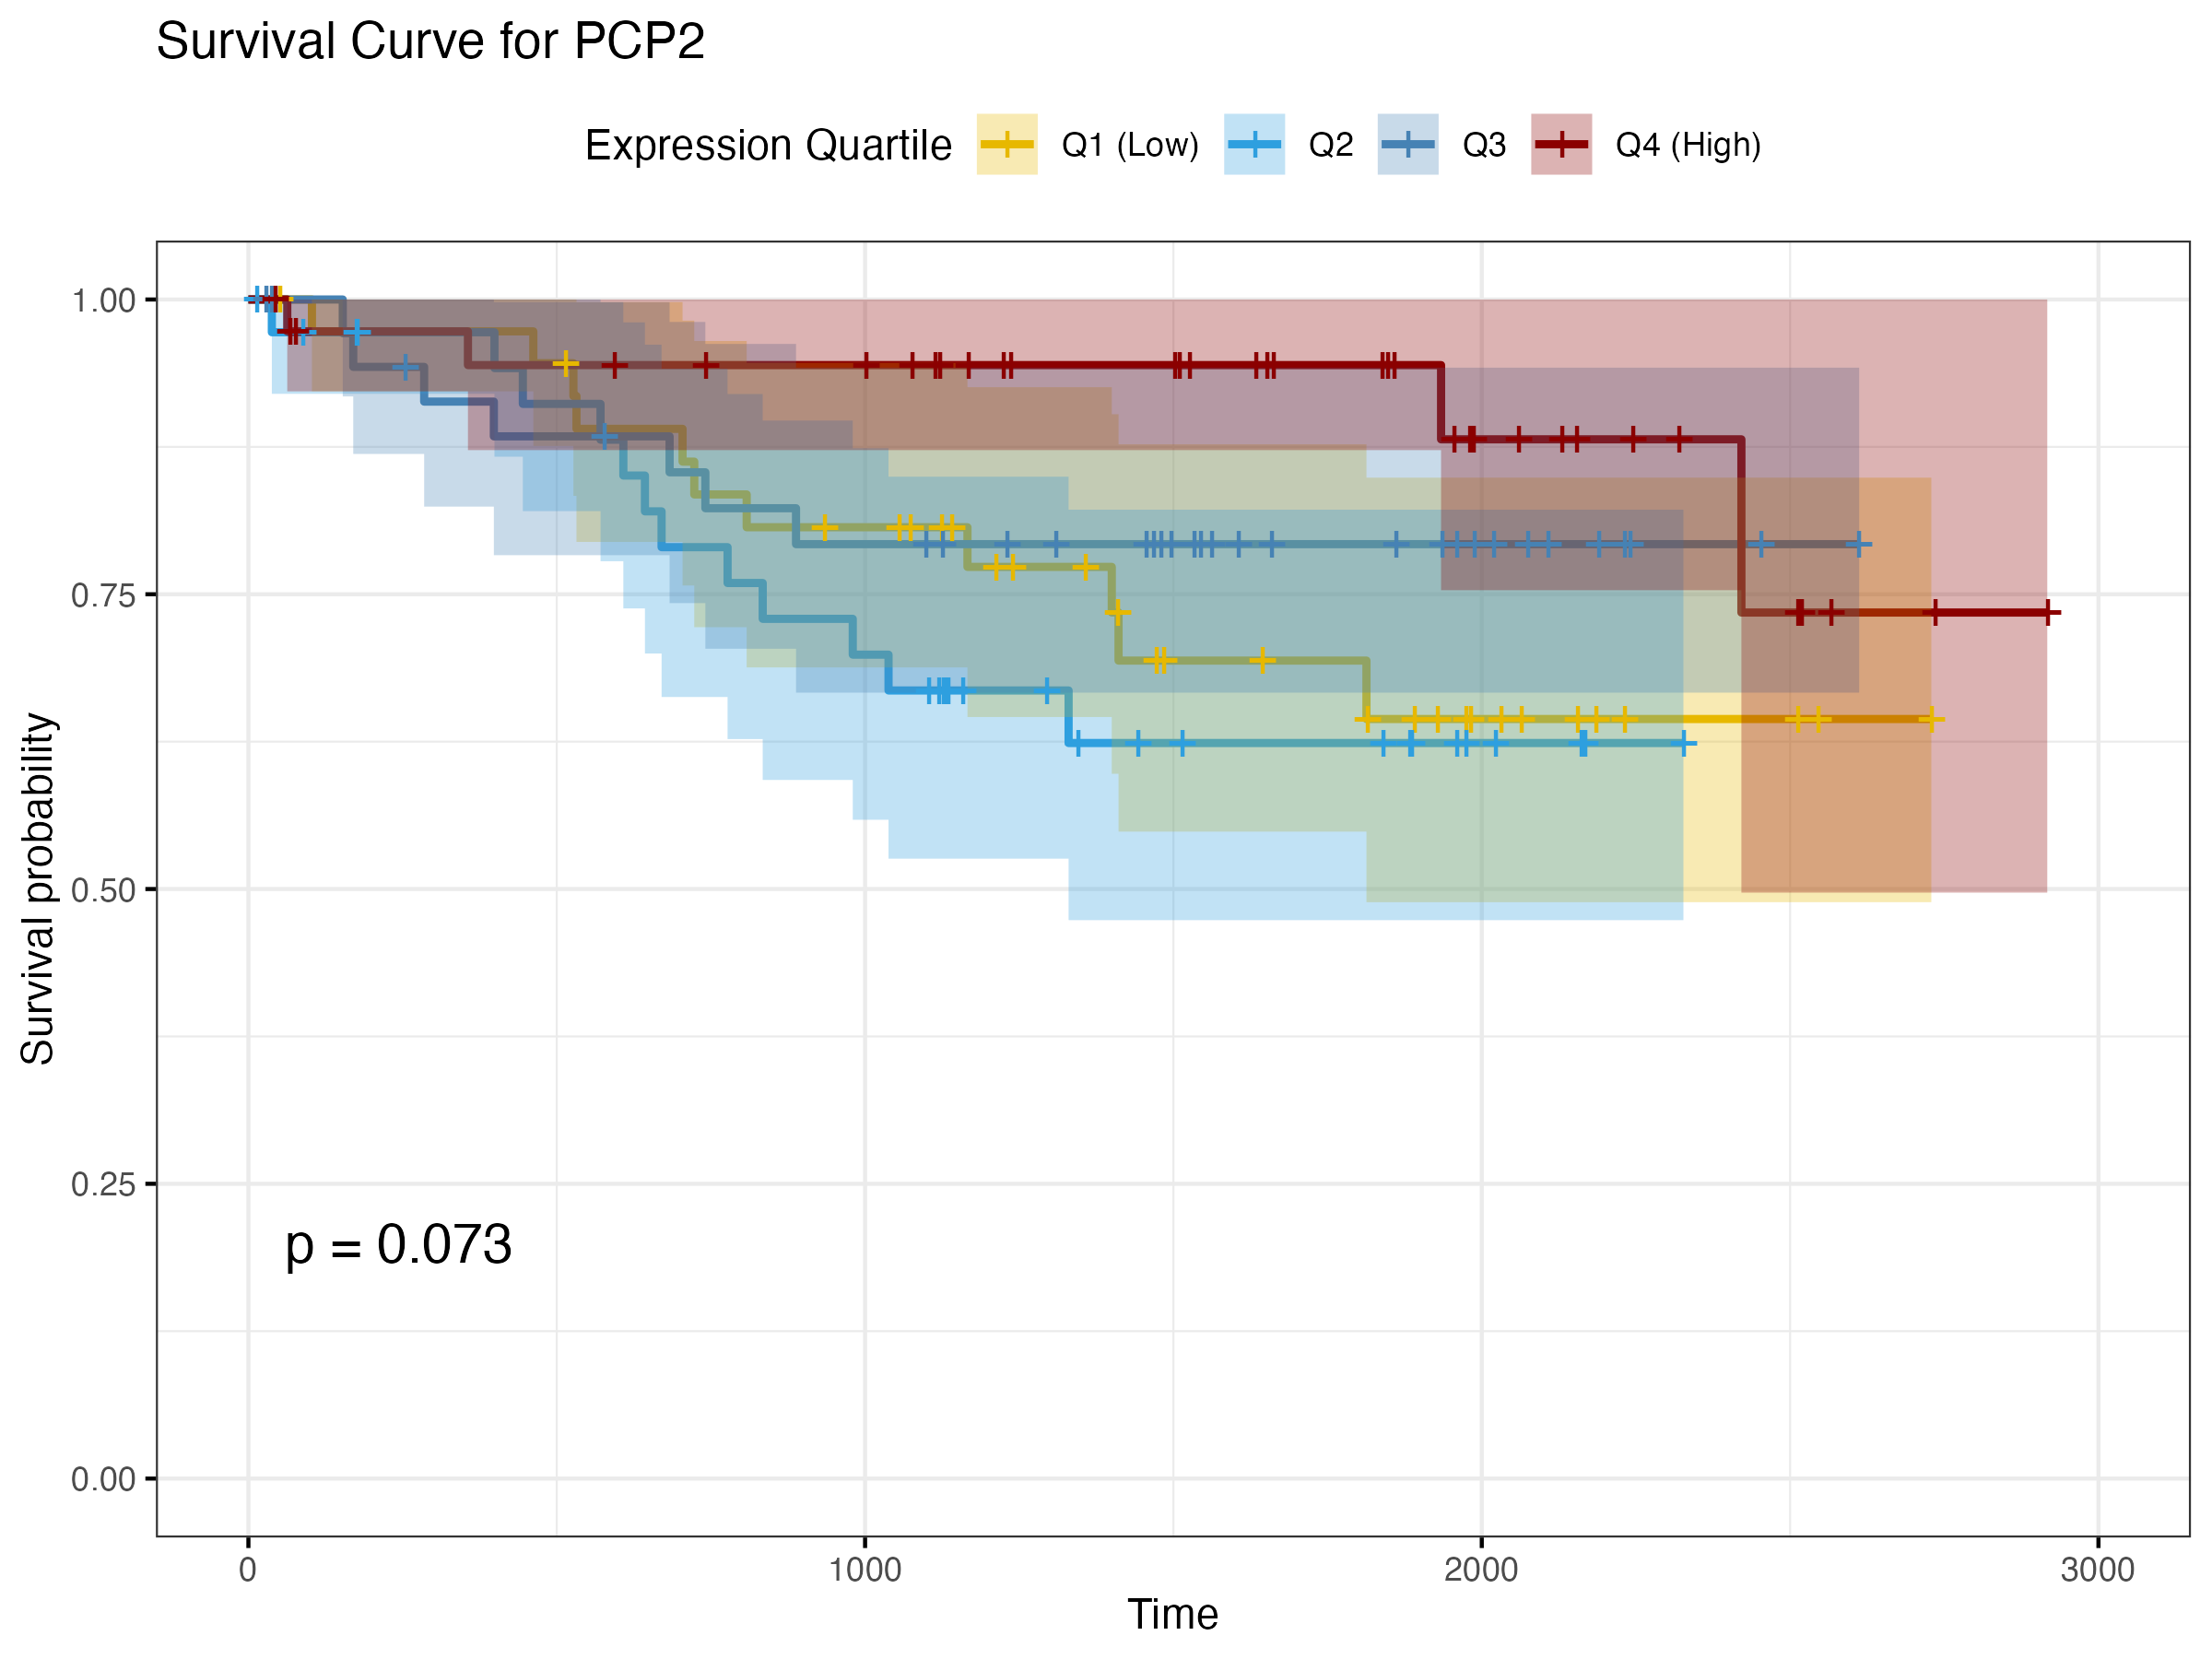 Survival Curve for PCP2
Expression Quartile Q1 (Low) Q2 Q3 Q4 (High)
Survival probability
1.00
0.75
0.50
0.25
0.00
p = 0.073
0 1000 2000 3000
Time